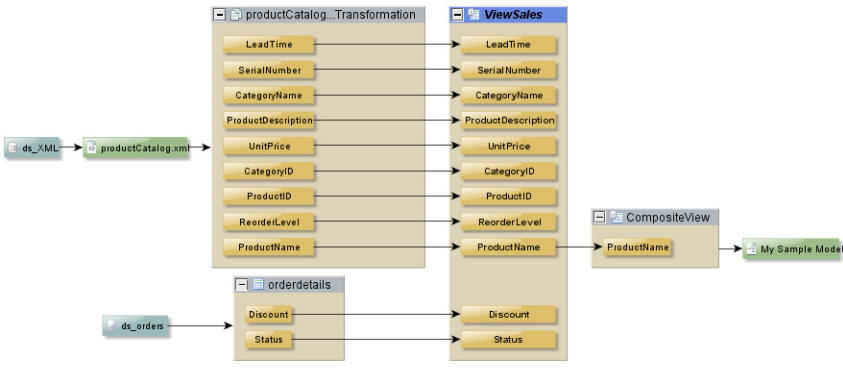 productCatalog...Transformation
ViewSales
LeadTime
LeadTime
SerialNumber
SerialNumber
CategoryName
CategoryName
ProductDescription
ProductDescription
ds_XML
productCatalog.xml
UnitPrice
UnitPrice
CategoryID
CategoryID
ProductID
ProductID
ReorderLevel
ReorderLevel
CompositeView
ProductName
ProductName
ProductName
My Sample Model
orderdetails
ds_orders
Discount
Discount
Status
Status